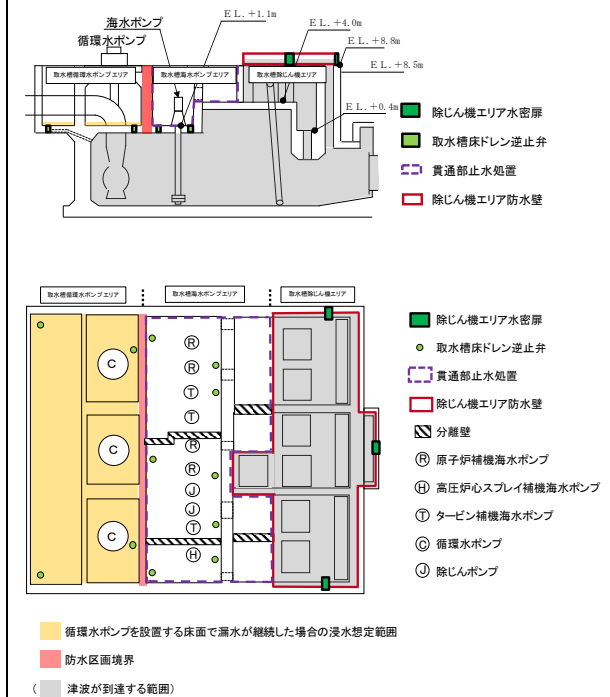 海水ポンプ
循環水ポンプ
ＥＬ.＋1.1m
ＥＬ.＋4.0m
ＥＬ.＋8.8m
ＥＬ.＋8.5m
取水槽循環水ポンプエリア
取水槽海水ポンプエリア
取水槽除じん機エリア
ＥＬ.＋0.4m
除じん機エリア水密扉
取水槽床ドレン逆止弁
貫通部止水処置
除じん機エリア防水壁
取水槽循環水ポンプエリア
取水槽海水ポンプエリア
取水槽除じん機エリア
R
R
T
T
R
R
J
J
T
H
C
C
C
除じん機エリア水密扉
取水槽床ドレン逆止弁
貫通部止水処置
除じん機エリア防水壁
分離壁
Ⓡ 原子炉補機海水ポンプ
Ⓗ 高圧炉心スプレイ補機海水ポンプ
Ⓣ タービン補機海水ポンプ
Ⓒ 循環水ポンプ
Ⓙ 除じんポンプ
循環水ポンプを設置する床面で漏水が継続した場合の浸水想定範囲
防水区画境界
（ 津波が到達する範囲）